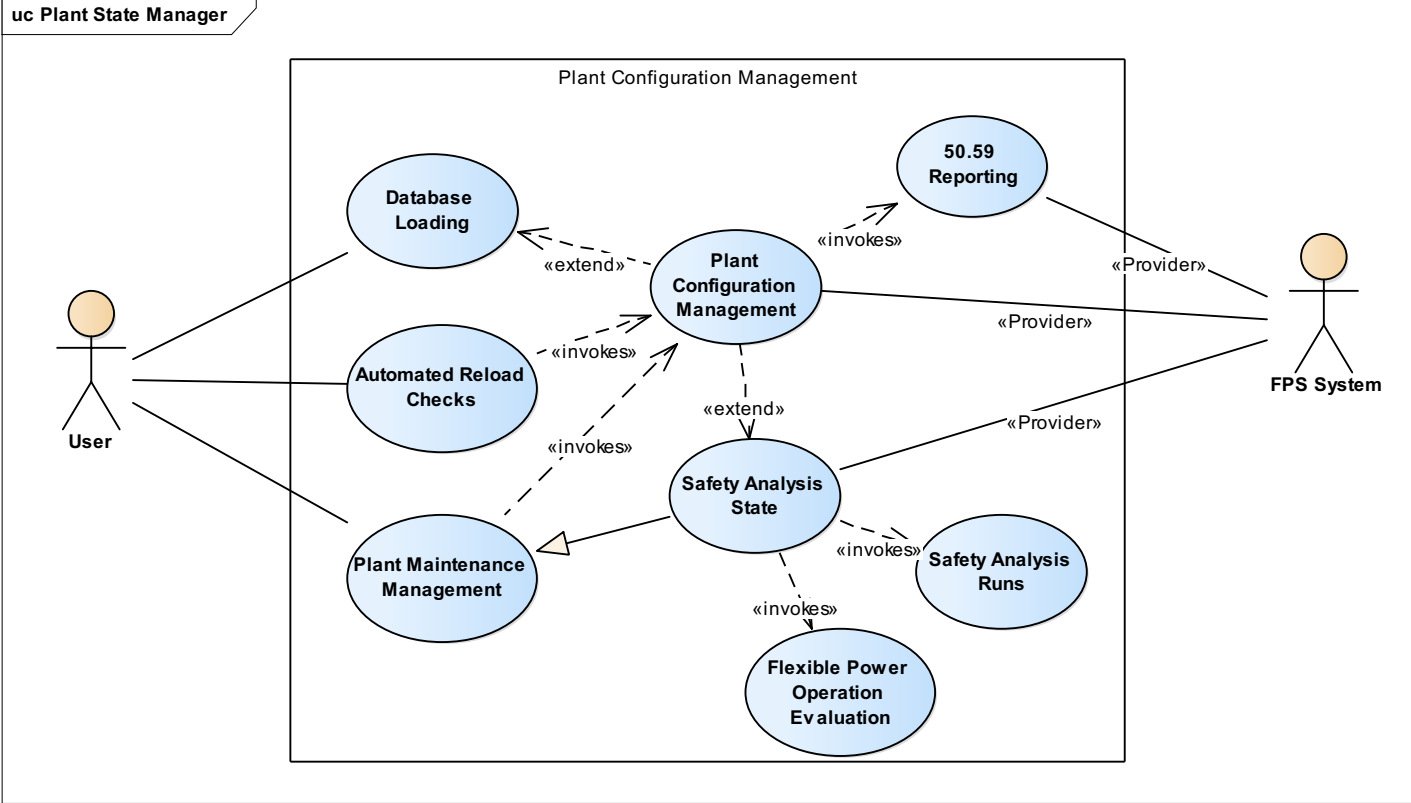 uc Plant State Manager
Plant Configuration Management
50.59
Reporting
Database
Loading
«invokes»
«extend»
Plant
Configuration
Management
«Provider»
«Provider»
«invokes»
Automated Reload
Checks
FPS System
User
«extend»
«Provider»
«invokes»
Safety Analysis
State
Plant Maintenance
Management
«invokes»
Safety Analysis
Runs
«invokes»
Flexible Power
Operation
Evaluation